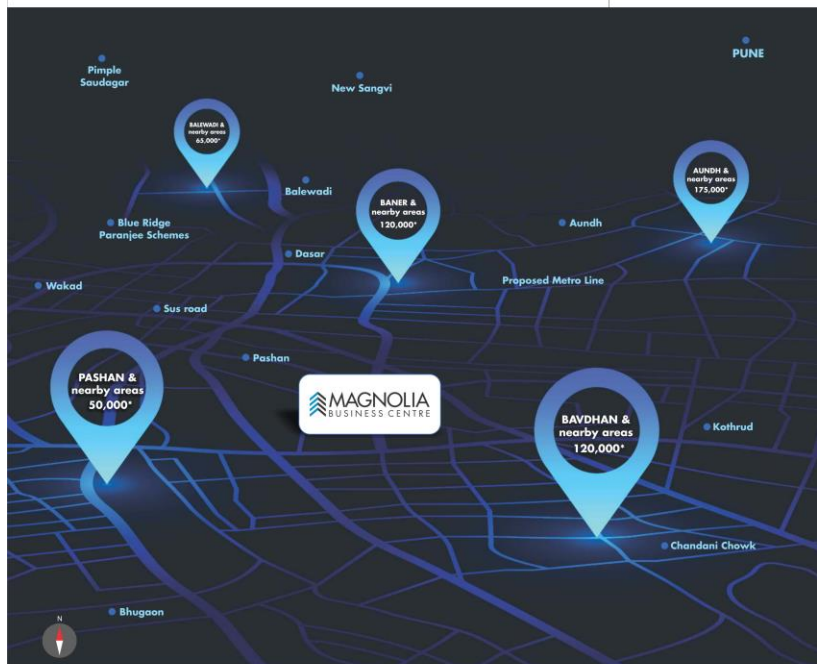 PUNE
Pimple
Saudagar
New Sangvi
BALEWADI &
nearby areas
65,000*
AUNDH &
nearby areas
175,000*
Balewadi
BANER &
nearby areas
120,000*
Blue Ridge
Paranjee Schemes
Aundh
Dasar
Proposed Metro Line
Wakad
Sus road
Pashan
PASHAN &
nearby areas
50,000*
MAGNOLIA
BUSINESS CENTRE
BAVDHAN &
nearby areas
120,000*
Kothrud
Chandani Chowk
Bhugaon
N